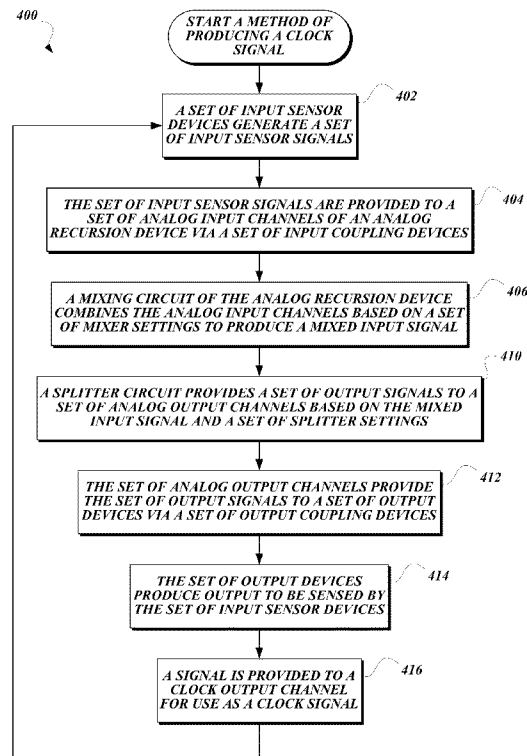 400
START A METHOD OF
PRODUCING A CLOCK
SIGNAL
402
A SET OF INPUT SENSOR
DEVICES GENERATE A SET
OF INPUT SENSOR SIGNALS
404
THE SET OF INPUT SENSOR SIGNALS ARE PROVIDED TO A
SET OF ANALOG INPUT CHANNELS OF AN ANALOG
RECURSION DEVICE VIA A SET OF INPUT COUPLING DEVICES
406
A MIXING CIRCUIT OF THE ANALOG RECURSION DEVICE
COMBINES THE ANALOG INPUT CHANNELS BASED ON A SET
OF MIXER SETTINGS TO PRODUCE A MIXED INPUT SIGNAL
410
A SPLITTER CIRCUIT PROVIDES A SET OF OUTPUT SIGNALS TO A
SET OF ANALOG OUTPUT CHANNELS BASED ON THE MIXED
INPUT SIGNAL AND A SET OF SPLITTER SETTINGS
412
THE SET OF ANALOG OUTPUT CHANNELS PROVIDE
THE SET OF OUTPUT SIGNALS TO A SET OF OUTPUT
DEVICES VIA A SET OF OUTPUT COUPLING DEVICES
414
THE SET OF OUTPUT DEVICES
PRODUCE OUTPUT TO BE SENSED BY
THE SET OF INPUT SENSOR DEVICES
416
A SIGNAL IS PROVIDED TO A
CLOCK OUTPUT CHANNEL
FOR USE AS A CLOCK SIGNAL